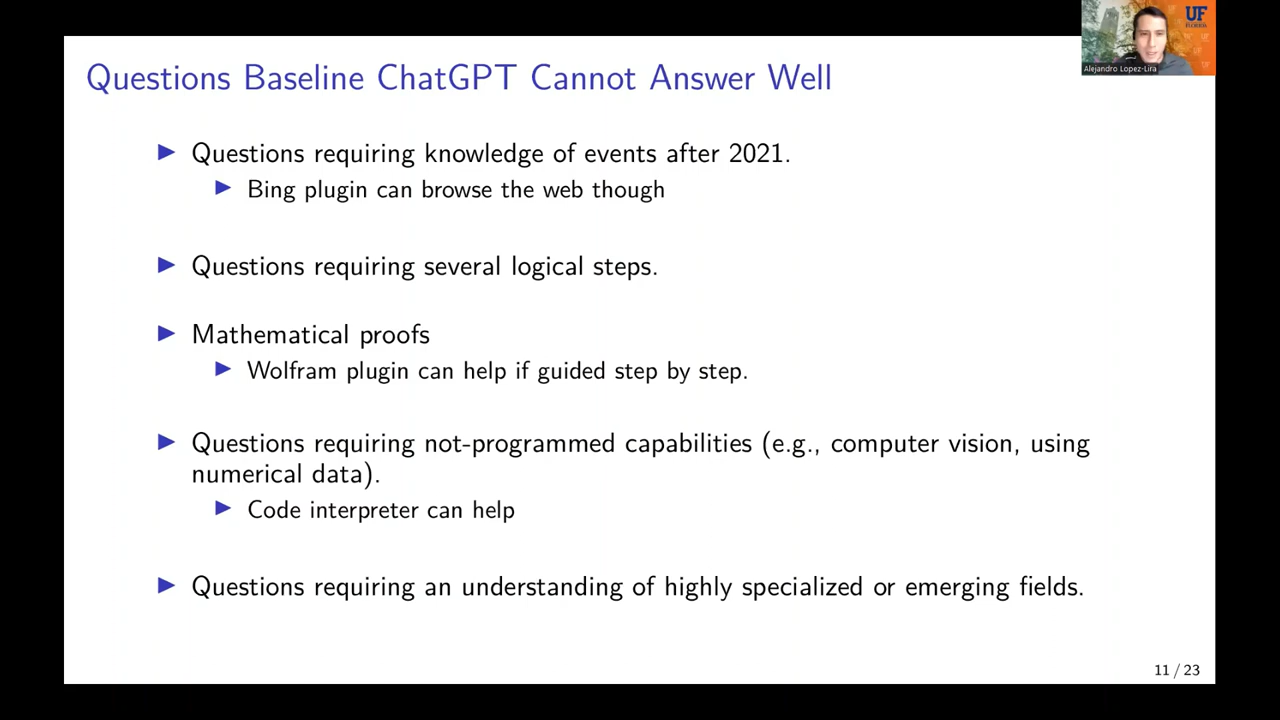 UF
Alejandro Lopez-Lira
Questions Baseline ChatGPT Cannot Answer Well
Questions requiring knowledge of events after 2021.
Bing plugin can browse the web though
Questions requiring several logical steps.
Mathematical proofs
Wolfram plugin can help if guided step by step.
Questions requiring not-programmed capabilities (e.g., computer vision, using
numerical data).
Code interpreter can help
Questions requiring an understanding of highly specialized or emerging fields.
11 / 23